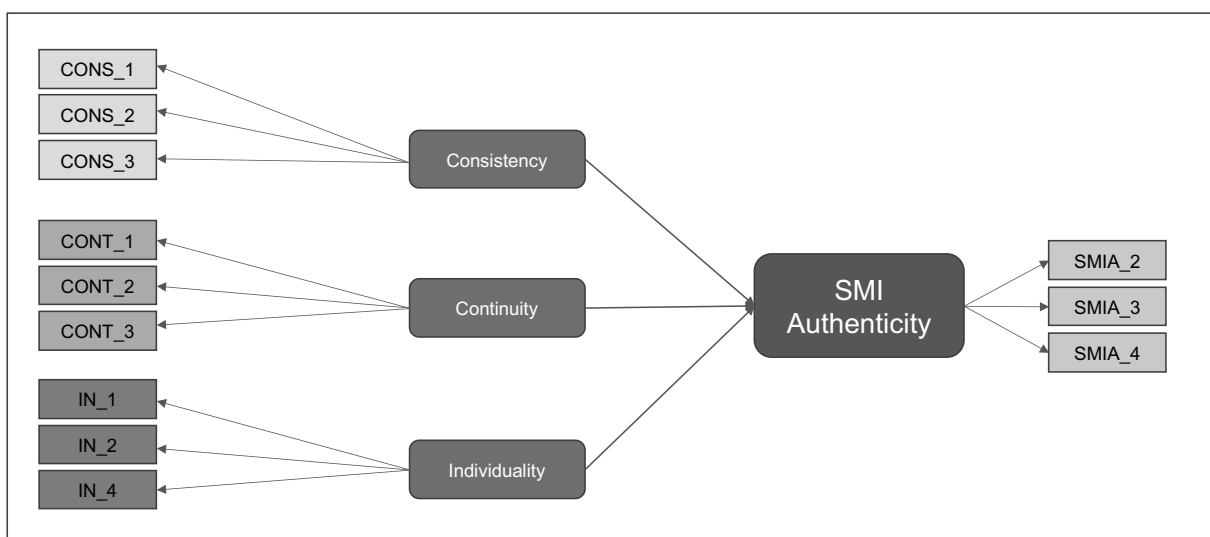 CONS_1
CONS_2
CONS_3
Consistency
CONT_1
CONT_2
CONT_3
Continuity
IN_1
IN_2
IN_4
Individuality
SMI
Authenticity
SMIA_2
SMIA_3
SMIA_4